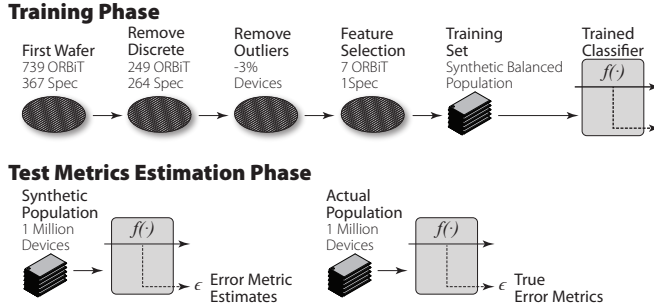 Training Phase
First Wafer
739 ORBiT
367 Spec
Remove
Discrete
249 ORBiT
264 Spec
Remove
Outliers
-3%
Devices
Feature
Selection
7 ORBiT
1Spec
Training
Set
Synthetic Balanced
Population
Trained
Classifier
f(·)
Test Metrics Estimation Phase
Synthetic
Population
1 Million
Devices
f(·)
ϵ Error Metric
Estimates
Actual
Population
1 Million
Devices
f(·)
ϵ True
Error Metrics